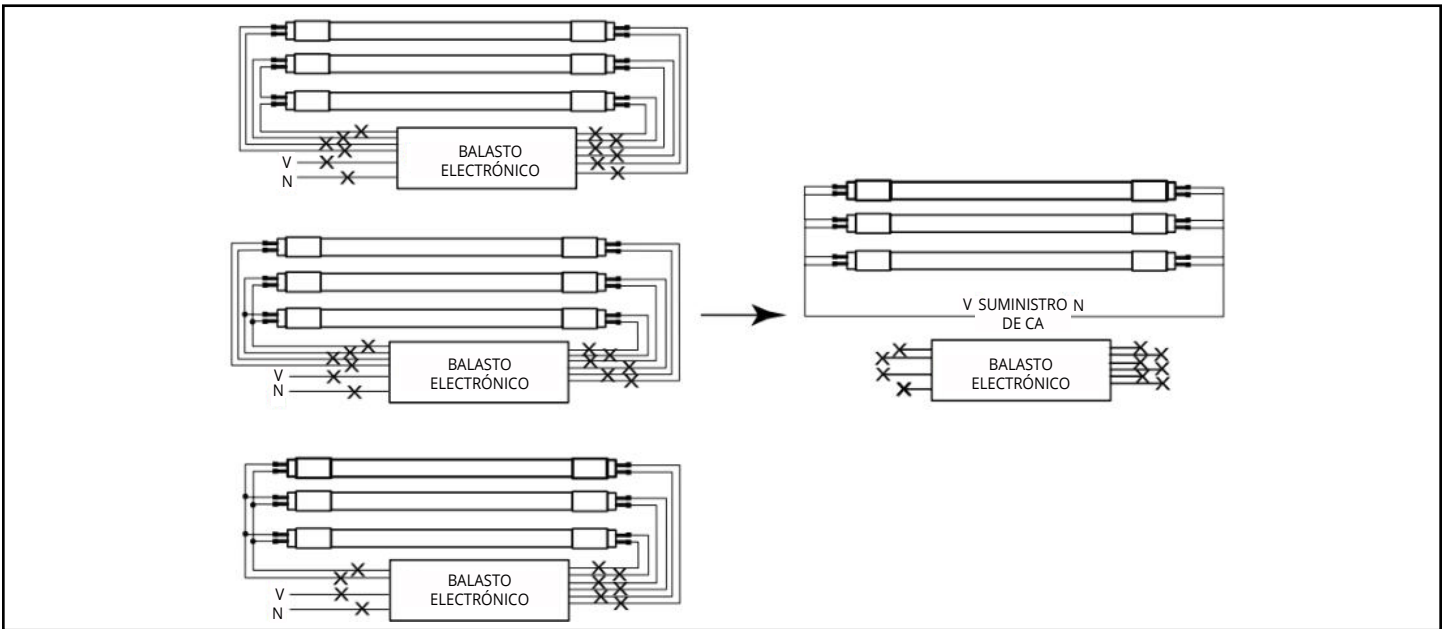 BALASTO
ELECTRÓNICO
V
N
BALASTO
ELECTRÓNICO
V
N
BALASTO
ELECTRÓNICO
V
N
V SUMINISTRO N
DE CA
BALASTO
ELECTRÓNICO